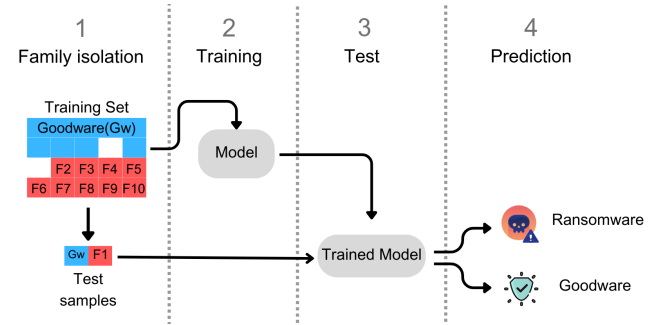 1
Family isolation
2
Training
3
Test
4
Prediction
Training Set
Goodware(Gw)
F2 F3 F4 F5
F6 F7 F8 F9 F10
Gw F1
Test
samples
Model
Trained Model
Ransomware
Goodware